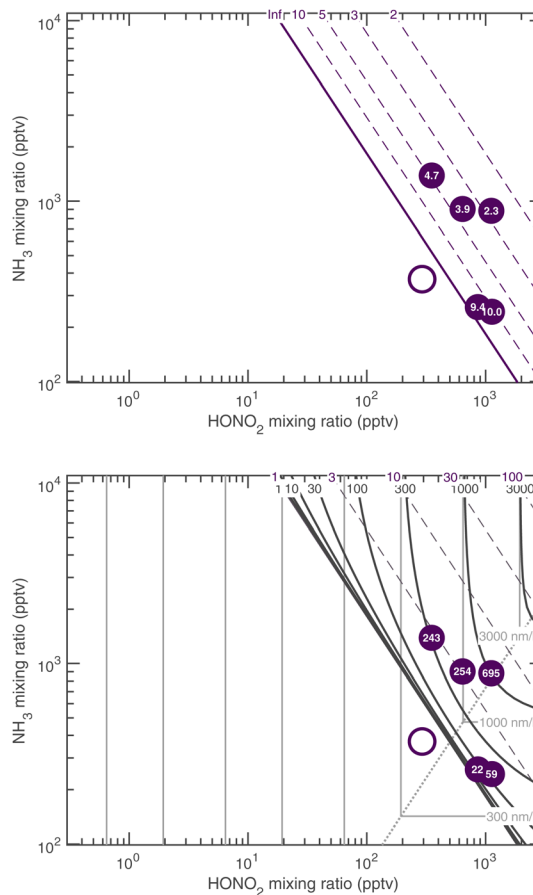 Inf 10 5 3 2
10⁴
4.7
10³
3.9
2.3
9.4
10.0
10²
10⁰ 10¹ 10² 10³
NH₃ mixing ratio (pptv)
HONO₂ mixing ratio (pptv)
1 3 10 30 100
1 10 30 100 300 1000 3000
10⁴
3000 nm/
243
10³
254
695
1000 nm/
22
59
300 nm/
10²
10⁰ 10¹ 10² 10³
NH₃ mixing ratio (pptv)
HONO₂ mixing ratio (pptv)